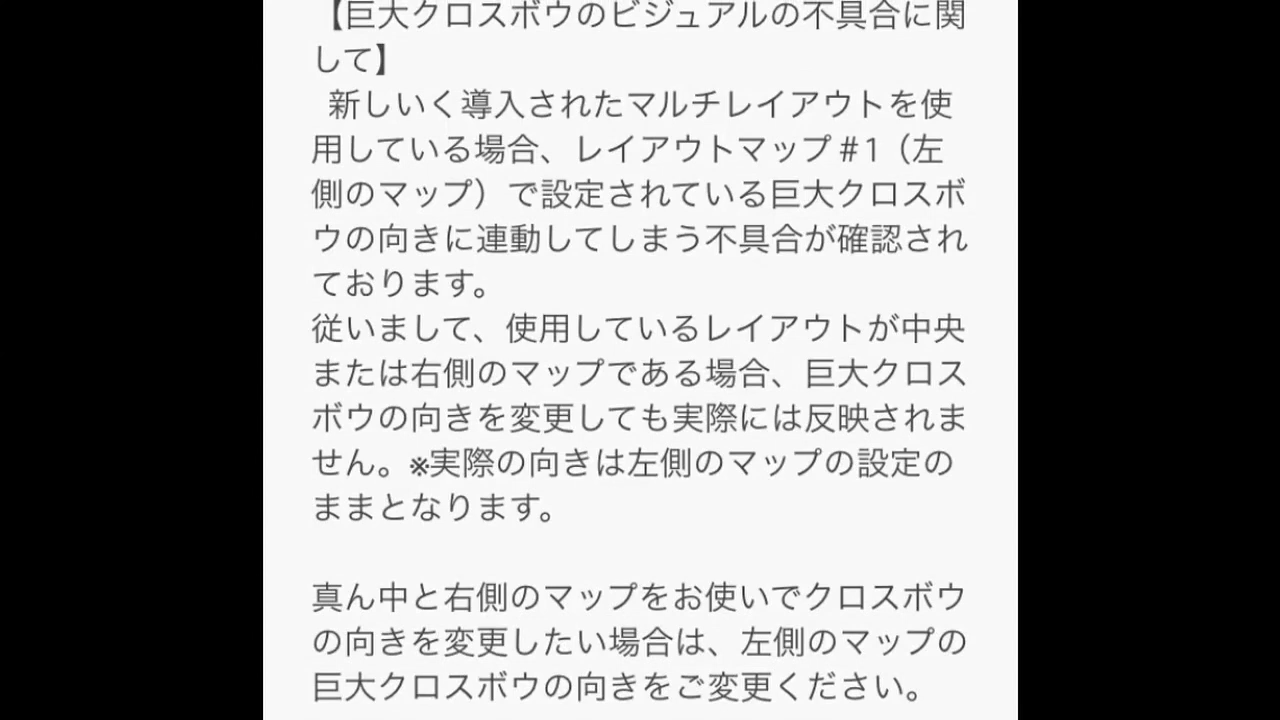 【巨大クロスボウのビジュアルの不具合に関
して】
新しいく導入されたマルチレイアウトを使
用している場合、レイアウトマップ＃1（左
側のマップ）で設定されている巨大クロスボ
ウの向きに連動してしまう不具合が確認され
ております。
従いまして、使用しているレイアウトが中央
または右側のマップである場合、巨大クロス
ボウの向きを変更しても実際には反映されま
せん。※実際の向きは左側のマップの設定の
ままとなります。
真ん中と右側のマップをお使いでクロスボウ
の向きを変更したい場合は、左側のマップの
巨大クロスボウの向きをご変更ください。